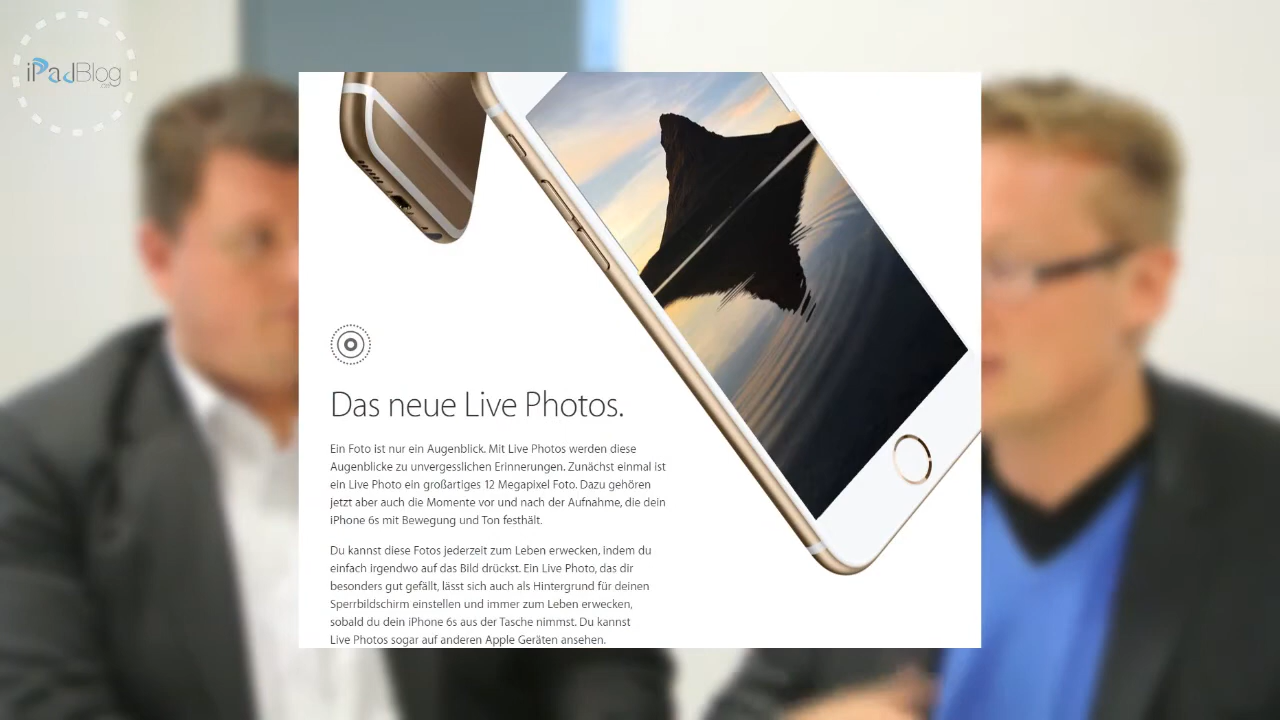 iPadBlog
Das neue Live Photos.
Ein Foto ist nur ein Augenblick. Mit Live Photos werden diese
Augenblicke zu unvergesslichen Erinnerungen. Zunächst einmal ist
ein Live Photo ein großartiges 12 Megapixel Foto. Dazu gehören
jetzt aber auch die Momente vor und nach der Aufnahme, die dein
iPhone 6s mit Bewegung und Ton festhält.
Du kannst diese Fotos jederzeit zum Leben erwecken, indem du
einfach irgendwo auf das Bild drückst. Ein Live Photo, das dir
besonders gut gefällt, lässt sich auch als Hintergrund für deinen
Sperrbildschirm einstellen und immer zum Leben erwecken,
sobald du dein iPhone 6s aus der Tasche nimmst. Du kannst
Live Photos sogar auf anderen Apple Geräten ansehen.